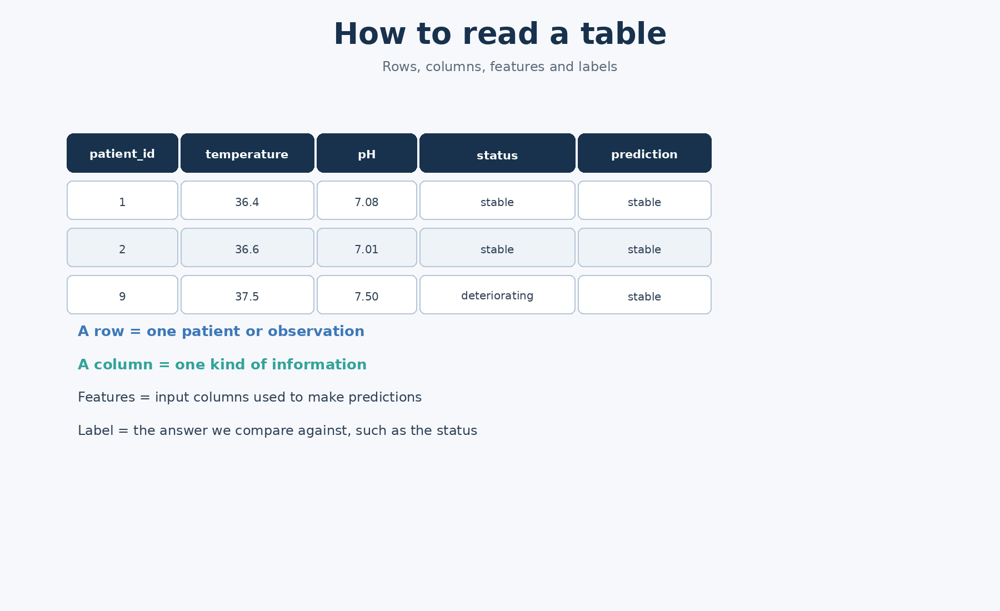 How to read a table
Rows, columns, features and labels
patient_id temperature pH status prediction
1 36.4 7.08 stable stable
2 36.6 7.01 stable stable
9 37.5 7.50 deteriorating stable
A row = one patient or observation
A column = one kind of information
Features = input columns used to make predictions
Label = the answer we compare against, such as the status